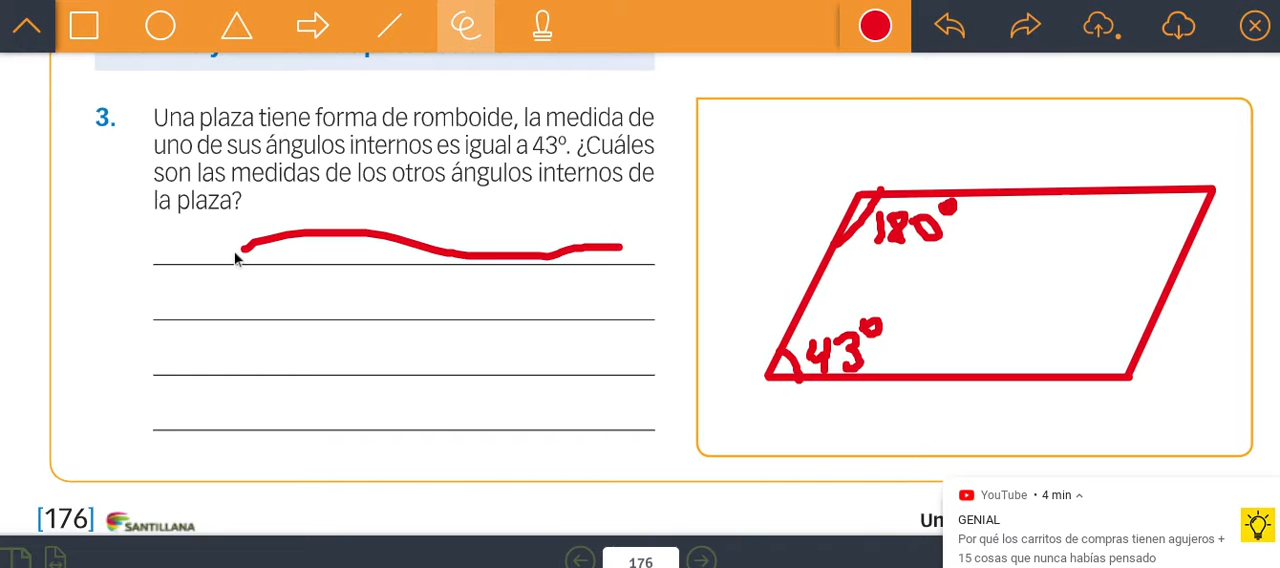 3. Una plaza tiene forma de romboide, la medida de
uno de sus ángulos internos es igual a 43º. ¿Cuáles
son las medidas de los otros ángulos internos de
la plaza?
180°
43°
[176] SANTILLANA
Un
YouTube • 4 min
GENIAL
Por qué los carritos de compras tienen agujeros +
15 cosas que nunca habías pensado
176